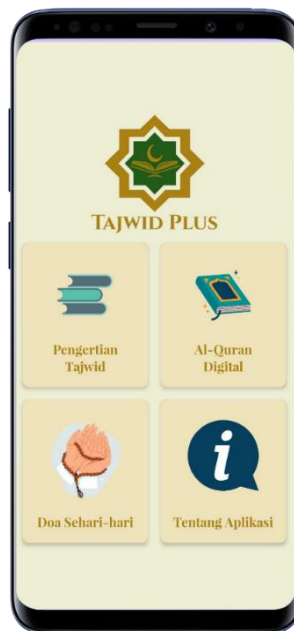 TAJWID PLUS
Pengertian
Tajwid
Al-Quran
Digital
Doa Sehari-hari
Tentang Aplikasi